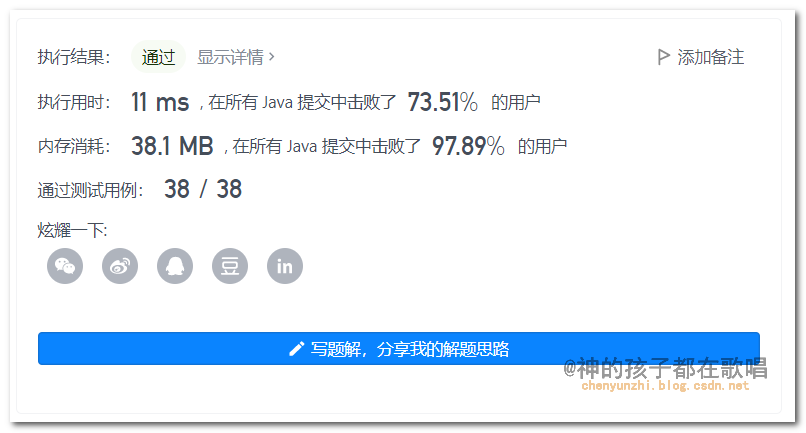 执行结果： 通过 显示详情 > 添加备注
执行用时： 11 ms , 在所有 Java 提交中击败了 73.51% 的用户
内存消耗： 38.1 MB , 在所有 Java 提交中击败了 97.89% 的用户
通过测试用例： 38 / 38
炫耀一下:
豆 in
写题解，分享我的解题思路
@神的孩子都在歌唱
chenyunzhi.blog.csdn.net